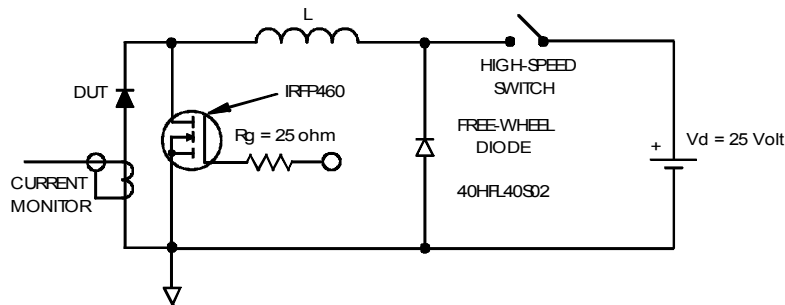 L
HIGH-SPEED
SWITCH
DUT
IRFP460
Rg = 25 ohm
FREE-WHEEL
DIODE
+
Vd = 25 Volt
CURRENT
MONITOR
40HFL40S02